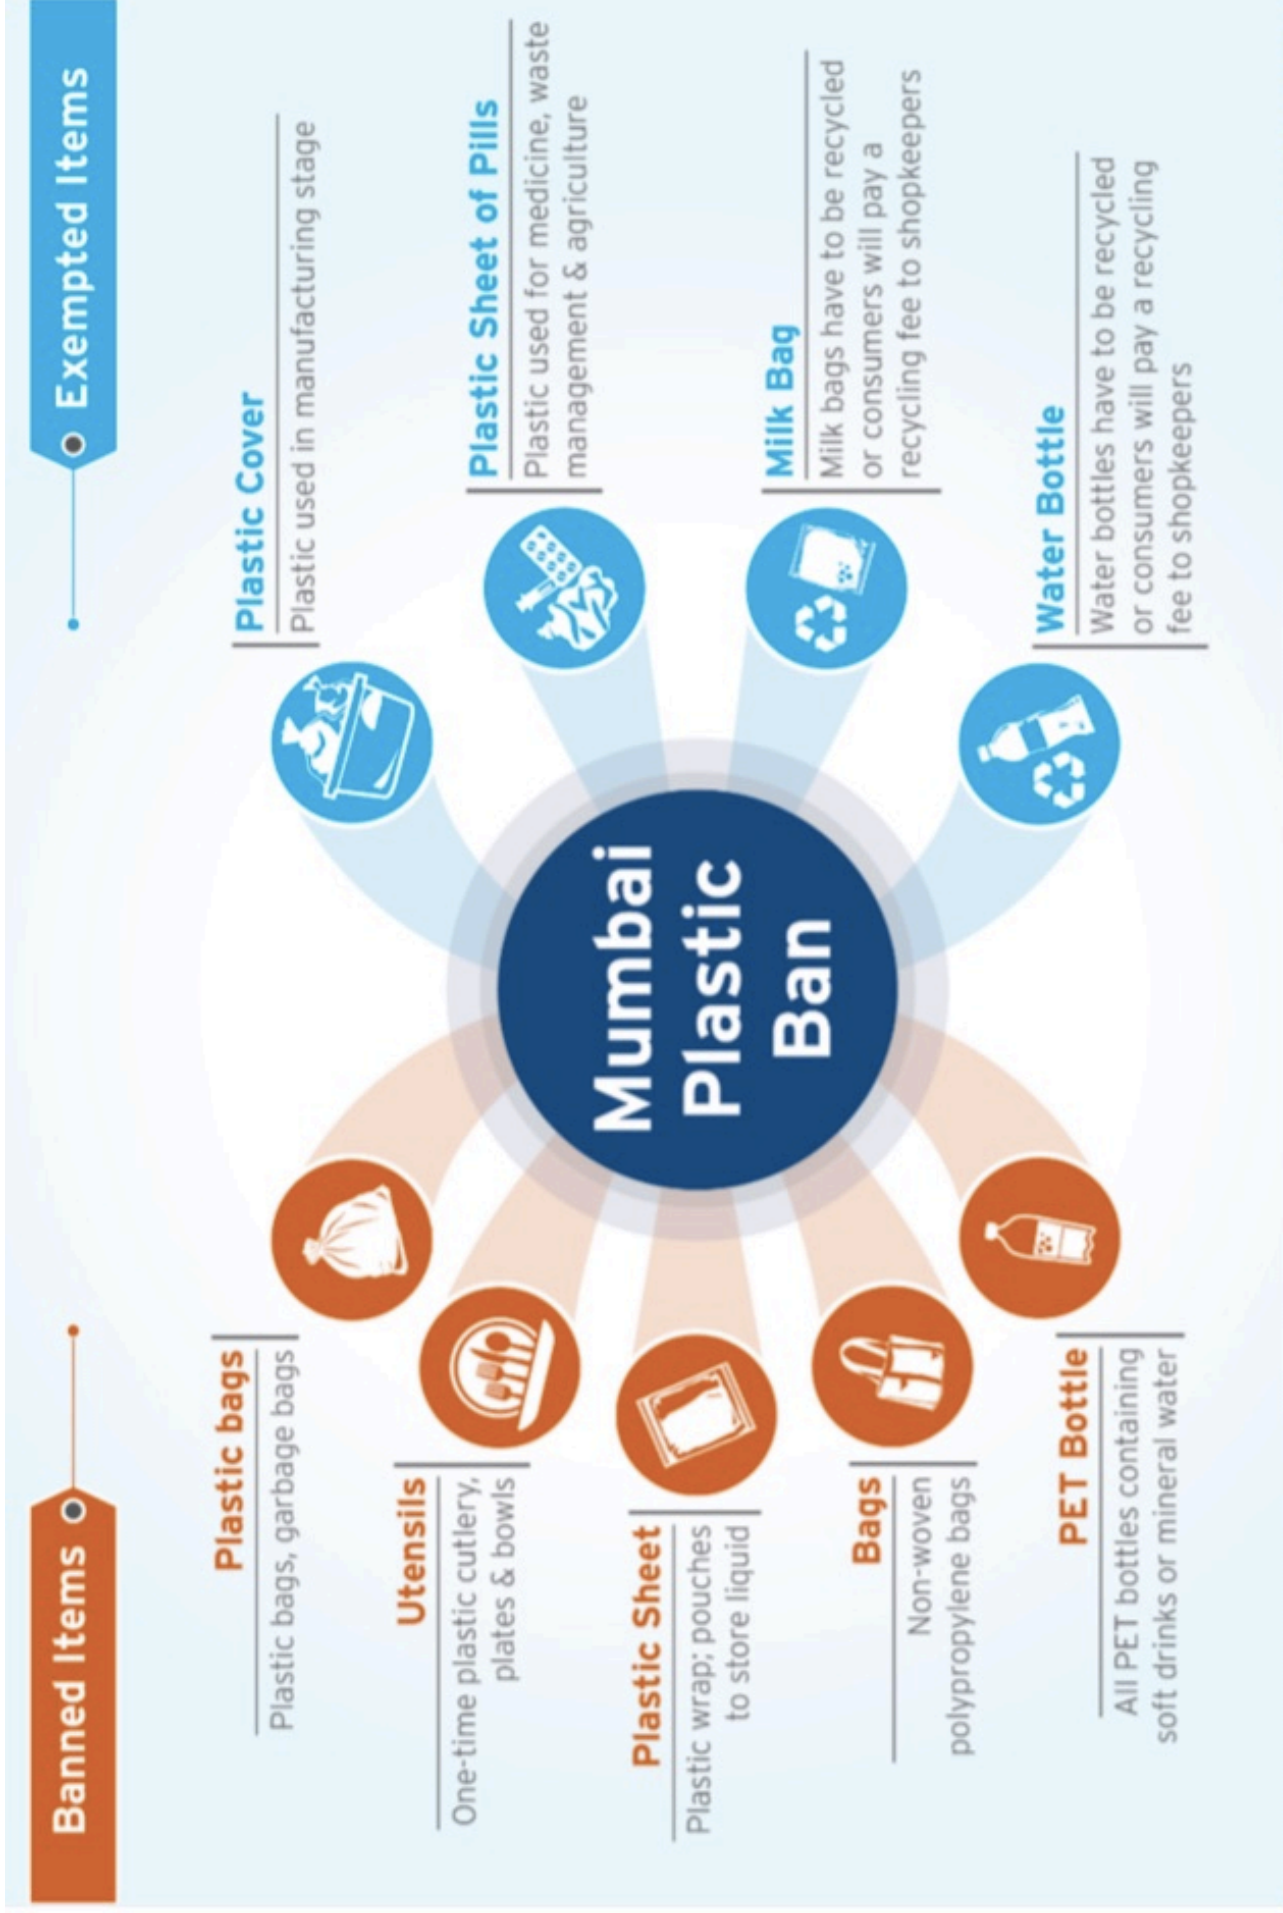 Banned Items
Exempted Items
Mumbai
Plastic
Ban
Plastic bags
Plastic bags, garbage bags
Utensils
One-time plastic cutlery,
plates & bowls
Plastic Sheet
Plastic wrap; pouches
to store liquid
Bags
Non-woven
polypropylene bags
PET Bottle
All PET bottles containing
soft drinks or mineral water
Plastic Cover
Plastic used in manufacturing stage
Plastic Sheet of Pills
Plastic used for medicine, waste
management & agriculture
Milk Bag
Milk bags have to be recycled
or consumers will pay a
recycling fee to shopkeepers
Water Bottle
Water bottles have to be recycled
or consumers will pay a recycling
fee to shopkeepers